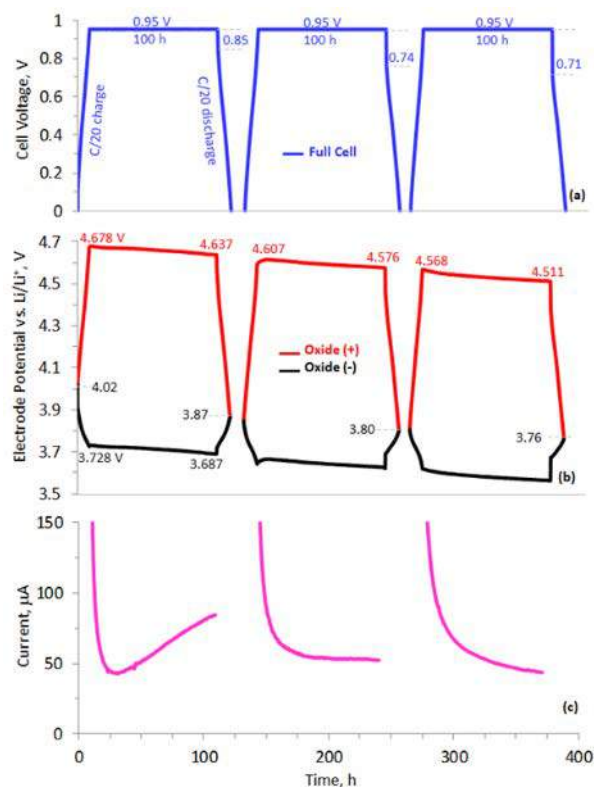 Cell Voltage, V
1
0.8
0.6
0.4
0.2
0
0.95 V
100 h
0.85
0.95 V
100 h
0.74
0.95 V
100 h
0.71
C/20 charge
C/20 discharge
Full Cell
(a)
Electrode Potential vs. Li/Li⁺, V
4.7
4.5
4.3
4.1
3.9
3.7
3.5
4.678 V
4.637
4.607
4.576
4.568
4.511
Oxide (+)
Oxide (-)
4.02
3.87
3.80
3.76
3.728 V
3.687
(b)
Current, µA
150
100
50
0
(c)
0
100
200
300
400
Time, h